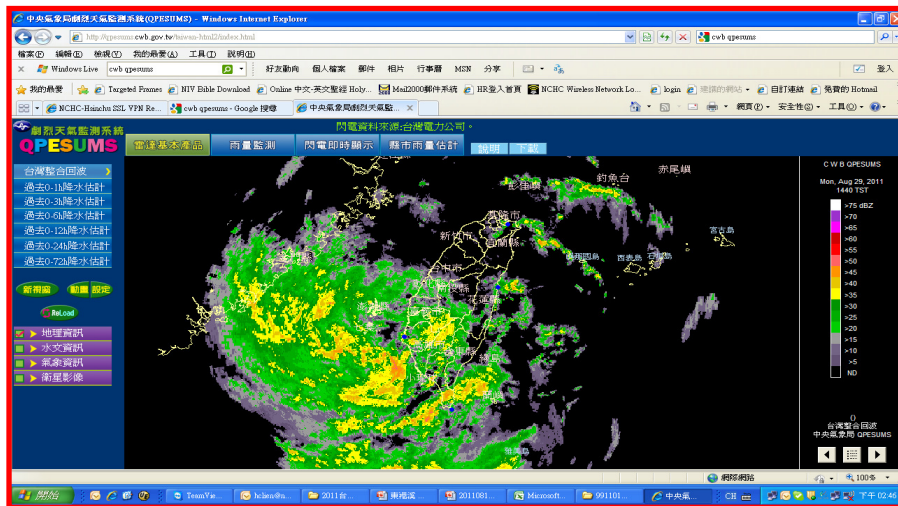 中央氣象局劇烈天氣監測系統(QPESUMS) - Windows Internet Explorer
http://qpesums.cwb.gov.tw/taiwan-html2/index.html
cwb qpesums
檔案(F) 編輯(E) 檢視(V) 我的最愛(A) 工具(T) 說明(H)
Windows Live cwb qpesums 好友動向 個人檔案 郵件 相片 行事曆 MSN 分享 登入
我的最愛 Targeted Frames NIV Bible Download Online 中文-英文聖經 Holy... Mail2000郵件系統 HR登入首頁 NCHC Wireless Network Lo... login 建議的網站 自訂連結 免費的 Hotmail
NCHC-Hsinchu SSL VPN Re... cwb qpesums - Google 搜尋 中央氣象局劇烈天氣監... 網頁(P) 安全性(S) 工具(O)
閃電資料來源:台灣電力公司。
劇烈天氣監測系統
QPESUMS
雷達基本產品 雨量監測 閃電即時顯示 縣市雨量估計 說明 下載
台灣整合回波
過去0-1h降水估計
過去0-3h降水估計
過去0-6h降水估計
過去0-12h降水估計
過去0-24h降水估計
過去0-72h降水估計
新視窗 動畫 設定
ReLoad
地理資訊
水文資訊
氣象資訊
衛星影像
彭佳嶼
釣魚台
赤尾嶼
基隆市
新竹市
宜蘭縣
宮古島
西表島
台中市
花蓮縣
綠島
蘭嶼
C W B QPESUMS
Mon, Aug 29, 2011
1440 TST
>75 dBZ
>70
>65
>60
>55
>50
>45
>40
>35
>30
>25
>20
>15
>10
>5
ND
()
台灣整合回波
中央氣象局 QPESUMS
網際網路 100%
開始 TeamVie... hclien@n... 2011台... 2011081... Microsoft... 991101... 中央氣... CH 下午 02:46